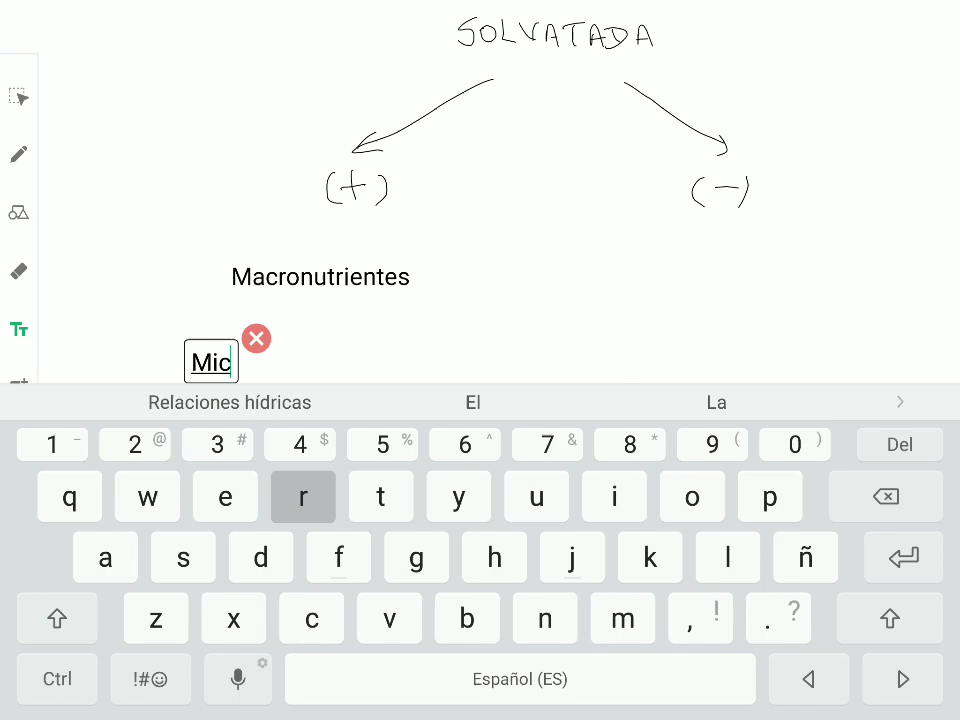 SOLVATADA
(+) (-)
Macronutrientes
Mic
Relaciones hídricas El La
1 - 2 @ 3 # 4 $ 5 % 6 ^ 7 & 8 * 9 ( 0 ) Del
q w e r t y u i o p
a s d f g h j k l ñ
z x c v b n m , ! . ?
Ctrl !#☺ Español (ES)